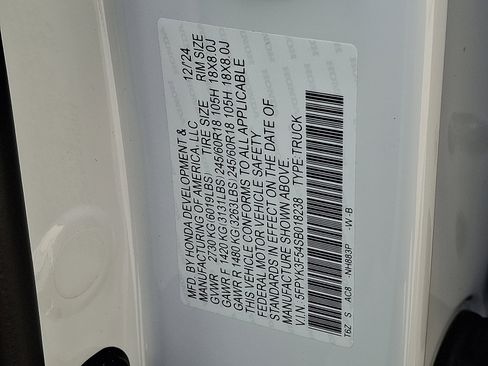 MFD. BY HONDA DEVELOPMENT & 12/'24
MANUFACTURING OF AMERICA, LLC.
TIRE SIZE RIM SIZE
GVWR 2730 KG(6019LBS)
GAWR F 1420 KG(3131LBS) 245/60R18 105H 18X8.0J
GAWR R 1480 KG(3263LBS) 245/60R18 105H 18X8.0J
THIS VEHICLE CONFORMS TO ALL APPLICABLE
FEDERAL MOTOR VEHICLE SAFETY
STANDARDS IN EFFECT ON THE DATE OF
MANUFACTURE SHOWN ABOVE.
V.I.N. 5FPYK3F54SB018238 TYPE:TRUCK
T6Z S AC8 NH883P -W-B